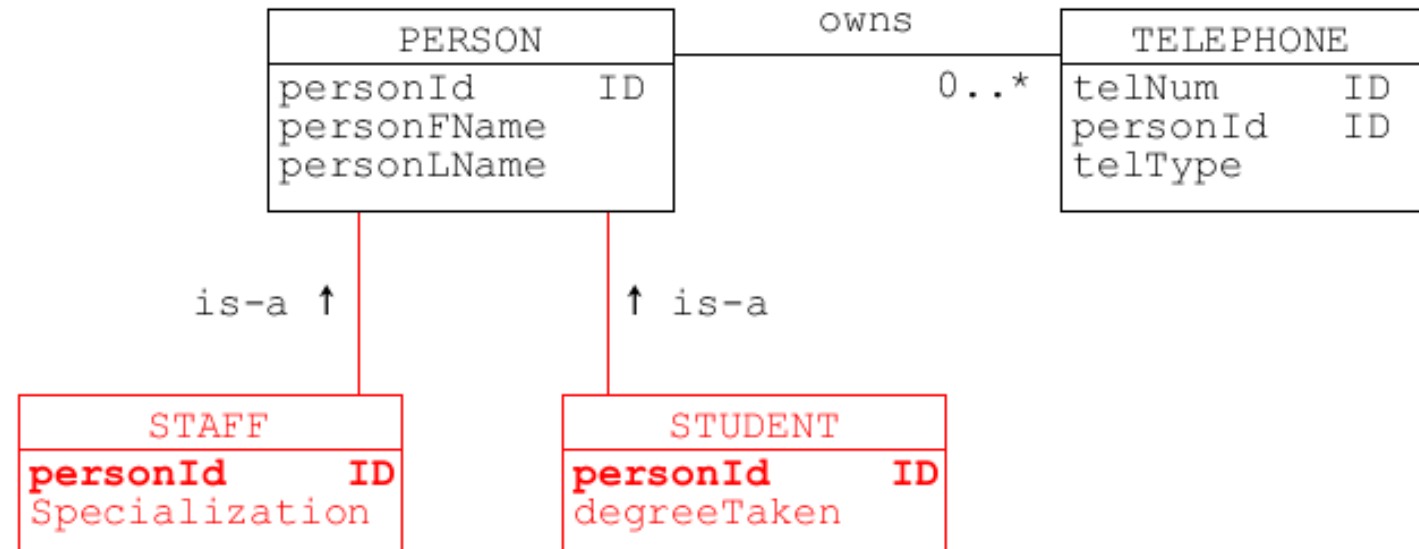 owns
PERSON
TELEPHONE
personId ID
0..*
telNum ID
personFName
personId ID
personLName
telType
is-a ↑
↑ is-a
STAFF
STUDENT
personId ID
personId ID
Specialization
degreeTaken